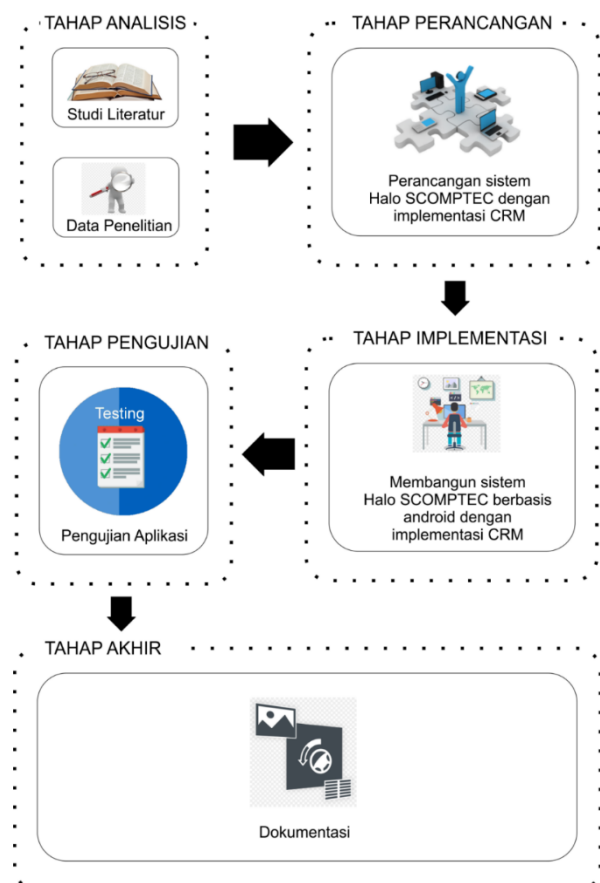 TAHAP ANALISIS
Studi Literatur
Data Penelitian
TAHAP PERANCANGAN
Perancangan sistem
Halo SCOMPTEC dengan
implementasi CRM
TAHAP IMPLEMENTASI
Membangun sistem
Halo SCOMPTEC berbasis
android dengan
implementasi CRM
TAHAP PENGUJIAN
Testing
Pengujian Aplikasi
TAHAP AKHIR
Dokumentasi